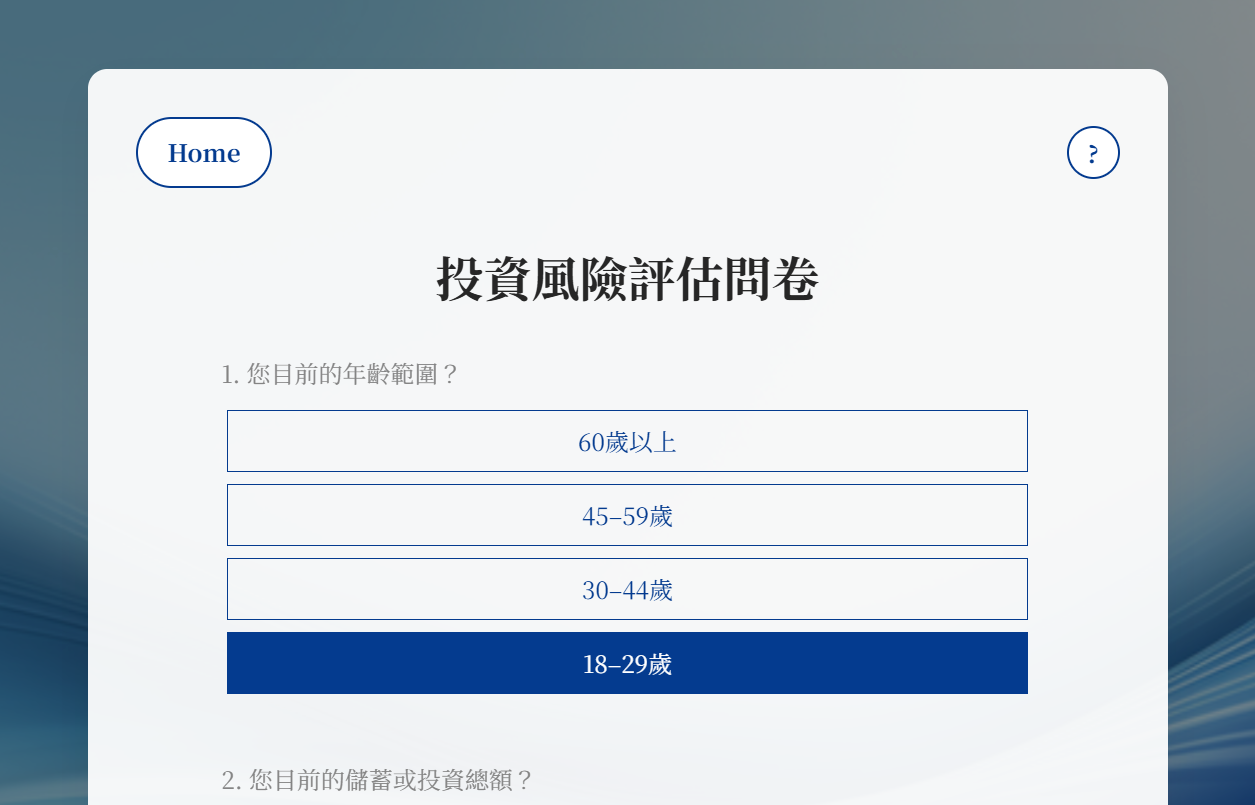 Home
?
投資風險評估問卷
1. 您目前的年齡範圍？
60歲以上
45–59歲
30–44歲
18–29歲
2. 您目前的儲蓄或投資總額？